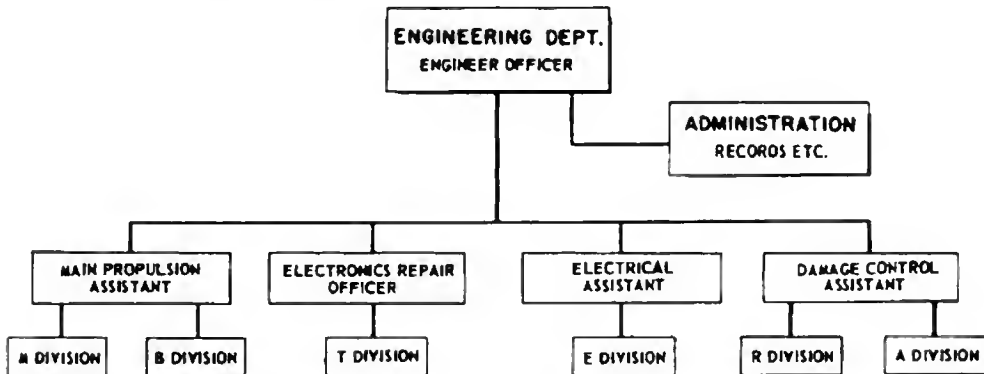 ENGINEERING DEPT.
ENGINEER OFFICER
ADMINISTRATION
RECORDS ETC.
MAIN PROPULSION
ASSISTANT
ELECTRONICS REPAIR
OFFICER
ELECTRICAL
ASSISTANT
DAMAGE CONTROL
ASSISTANT
M DIVISION
B DIVISION
T DIVISION
E DIVISION
R DIVISION
A DIVISION